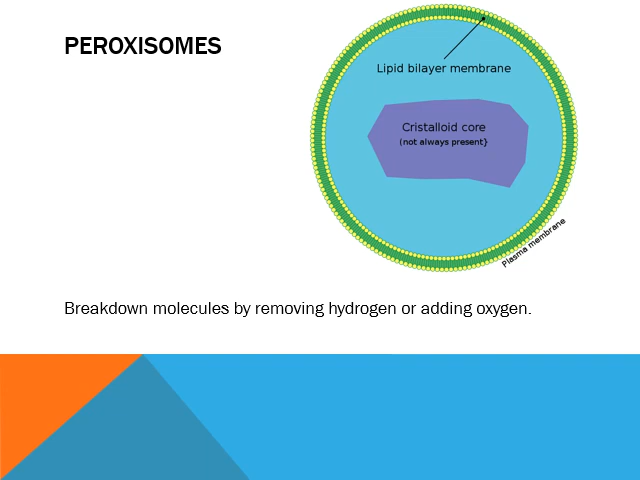 PEROXISOMES
Lipid bilayer membrane
Cristalloid core
(not always present}
Plasma membrane
Breakdown molecules by removing hydrogen or adding oxygen.